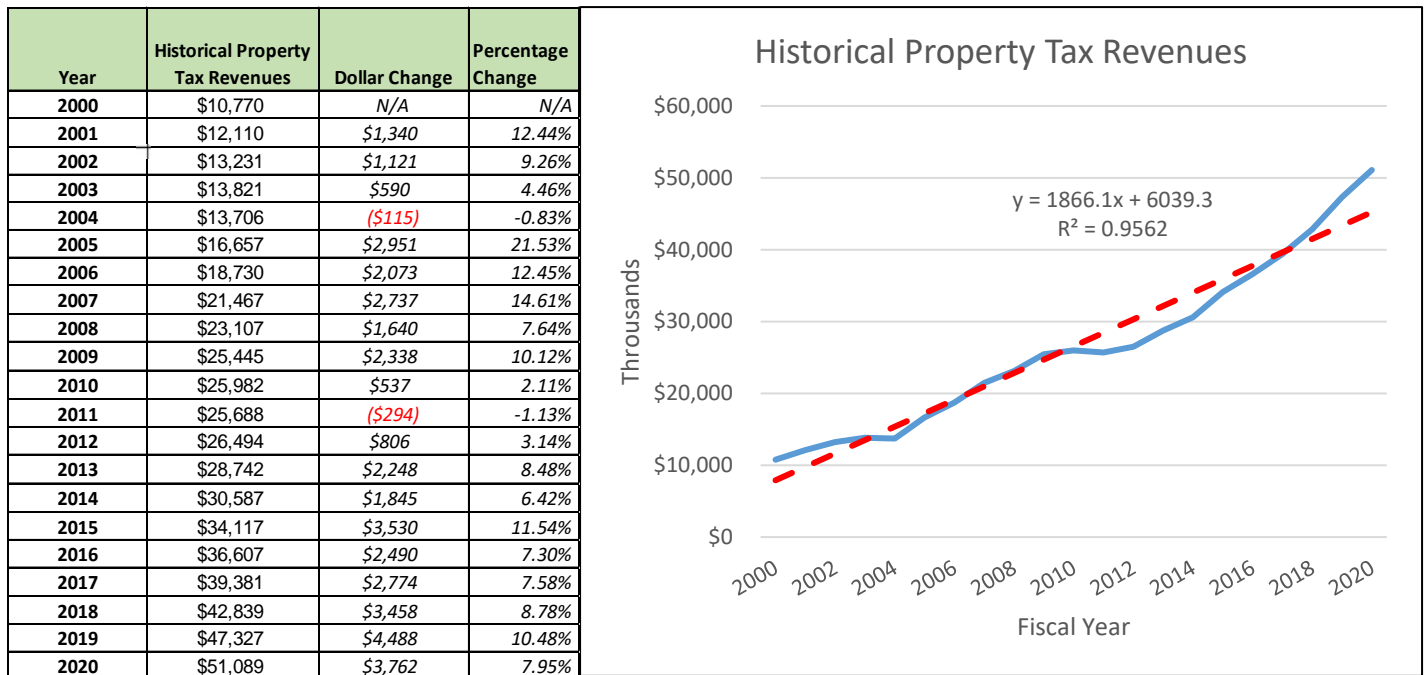 Year Historical Property Tax Revenues Dollar Change Percentage Change
2000 $10,770 N/A N/A
2001 $12,110 $1,340 12.44%
2002 $13,231 $1,121 9.26%
2003 $13,821 $590 4.46%
2004 $13,706 ($115) -0.83%
2005 $16,657 $2,951 21.53%
2006 $18,730 $2,073 12.45%
2007 $21,467 $2,737 14.61%
2008 $23,107 $1,640 7.64%
2009 $25,445 $2,338 10.12%
2010 $25,982 $537 2.11%
2011 $25,688 ($294) -1.13%
2012 $26,494 $806 3.14%
2013 $28,742 $2,248 8.48%
2014 $30,587 $1,845 6.42%
2015 $34,117 $3,530 11.54%
2016 $36,607 $2,490 7.30%
2017 $39,381 $2,774 7.58%
2018 $42,839 $3,458 8.78%
2019 $47,327 $4,488 10.48%
2020 $51,089 $3,762 7.95%
Historical Property Tax Revenues
$60,000
$50,000
$40,000
$30,000
$20,000
$10,000
$0
Throusands
y = 1866.1x + 6039.3
R² = 0.9562
2000 2002 2004 2006 2008 2010 2012 2014 2016 2018 2020
Fiscal Year